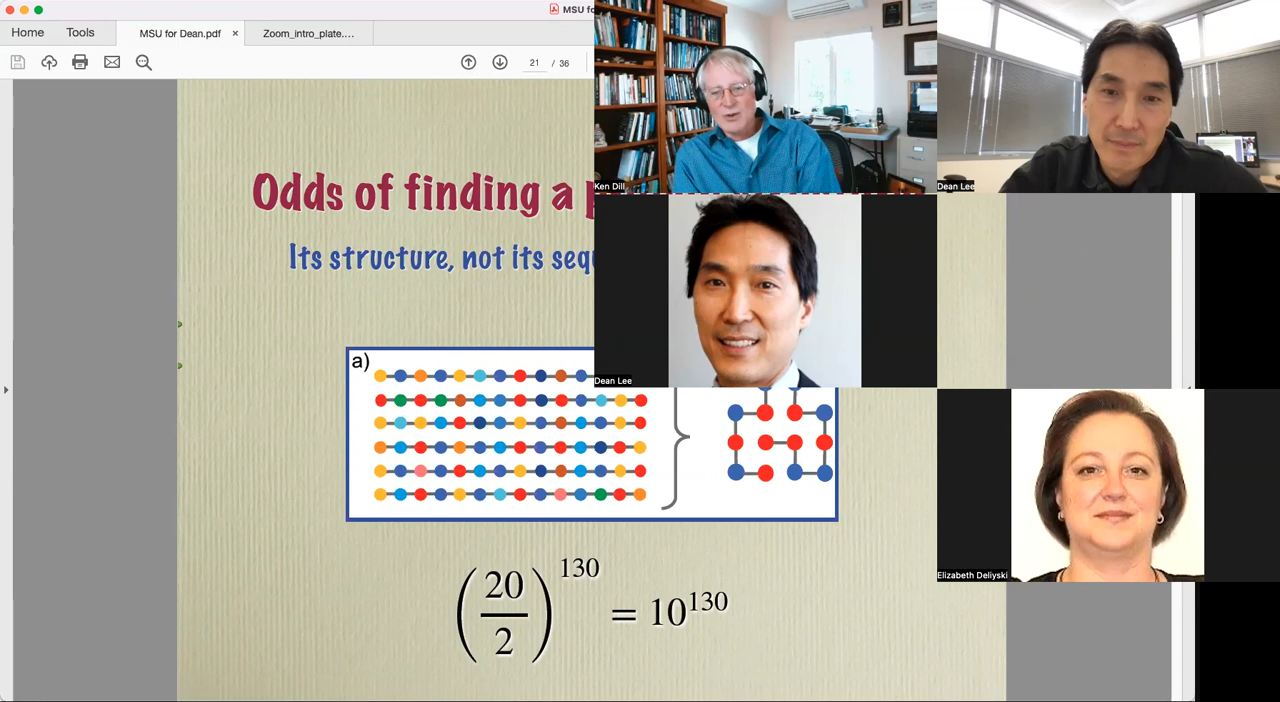 MSU fo
Home Tools MSU for Dean.pdf × Zoom_intro_plate....
21 / 36
Ken Dill
Dean Lee
Odds of finding a
Its structure, not its sequ
Dean Lee
a)
Elizabeth Deliyski
(20/2)^130 = 10^130